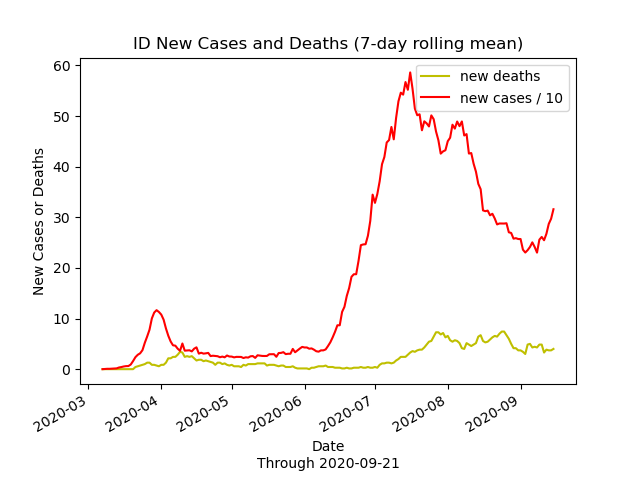 ID New Cases and Deaths (7-day rolling mean)
new deaths
new cases / 10
New Cases or Deaths
60
50
40
30
20
10
0
2020-03
2020-04
2020-05
2020-06
2020-07
2020-08
2020-09
Date
Through 2020-09-21